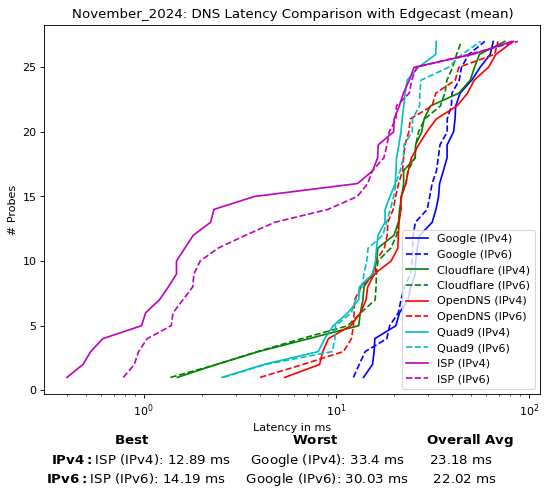 November_2024: DNS Latency Comparison with Edgecast (mean)
# Probes
25
20
15
10
5
0
10⁰
10¹
10²
Latency in ms
Google (IPv4)
Google (IPv6)
Cloudflare (IPv4)
Cloudflare (IPv6)
OpenDNS (IPv4)
OpenDNS (IPv6)
Quad9 (IPv4)
Quad9 (IPv6)
ISP (IPv4)
ISP (IPv6)
Best Worst Overall Avg
IPv4: ISP (IPv4): 12.89 ms Google (IPv4): 33.4 ms 23.18 ms
IPv6: ISP (IPv6): 14.19 ms Google (IPv6): 30.03 ms 22.02 ms